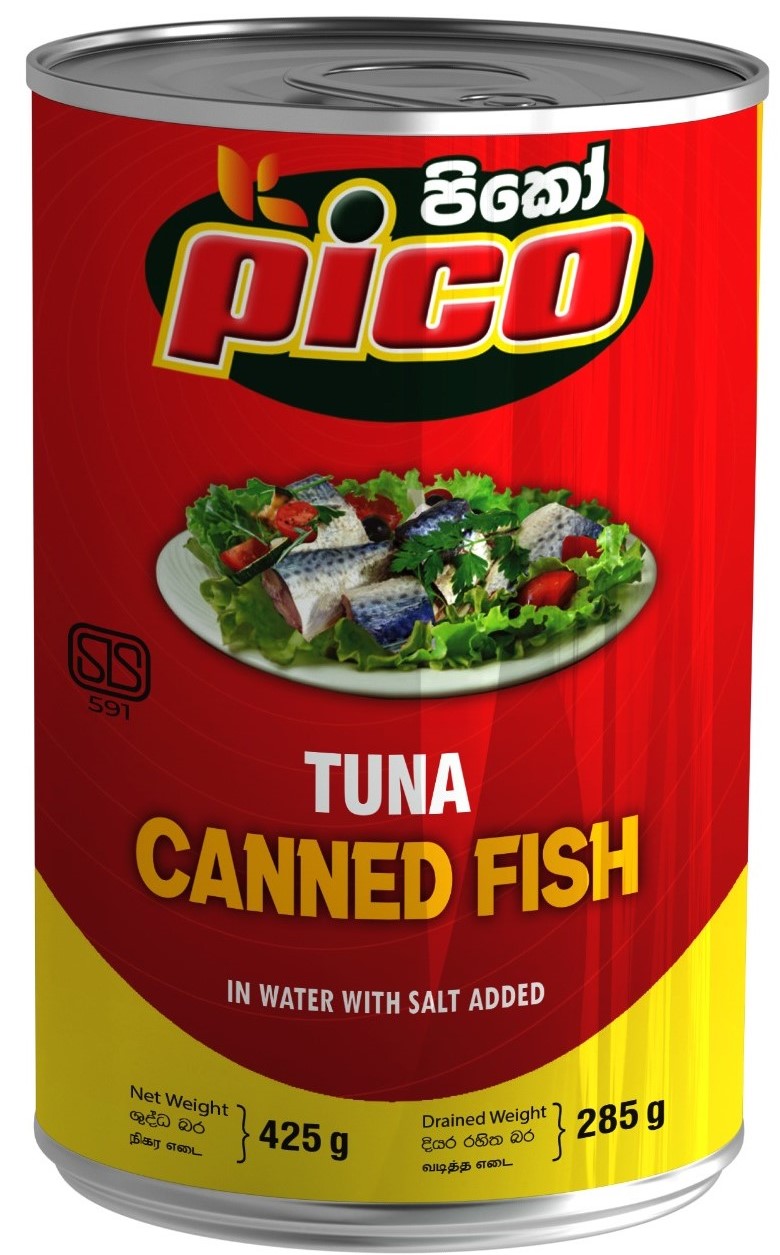 පිකෝ
pico
SLS
591
TUNA
CANNED FISH
IN WATER WITH SALT ADDED
Net Weight
ශුද්ධ බර
நிகர எடை
425 g
Drained Weight
දියර රහිත බර
வடித்த எடை
285 g